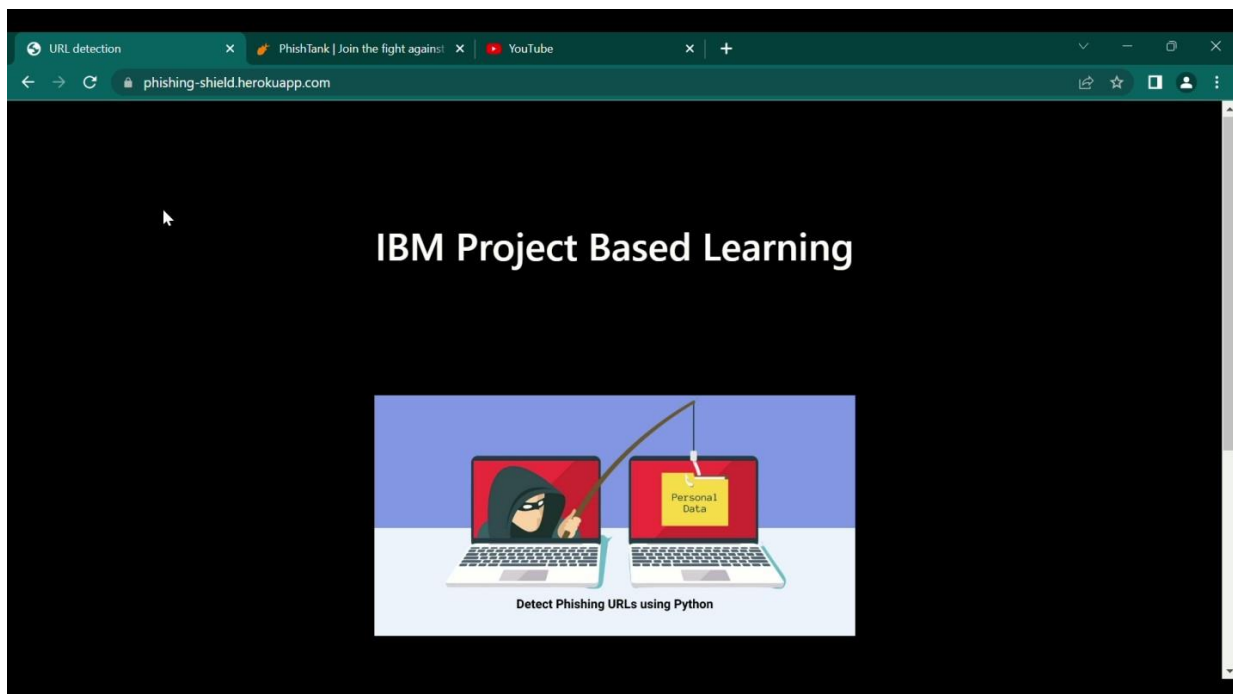 URL detection
PhishTank | Join the fight against
YouTube
phishing-shield.herokuapp.com
IBM Project Based Learning
Personal
Data
Detect Phishing URLs using Python